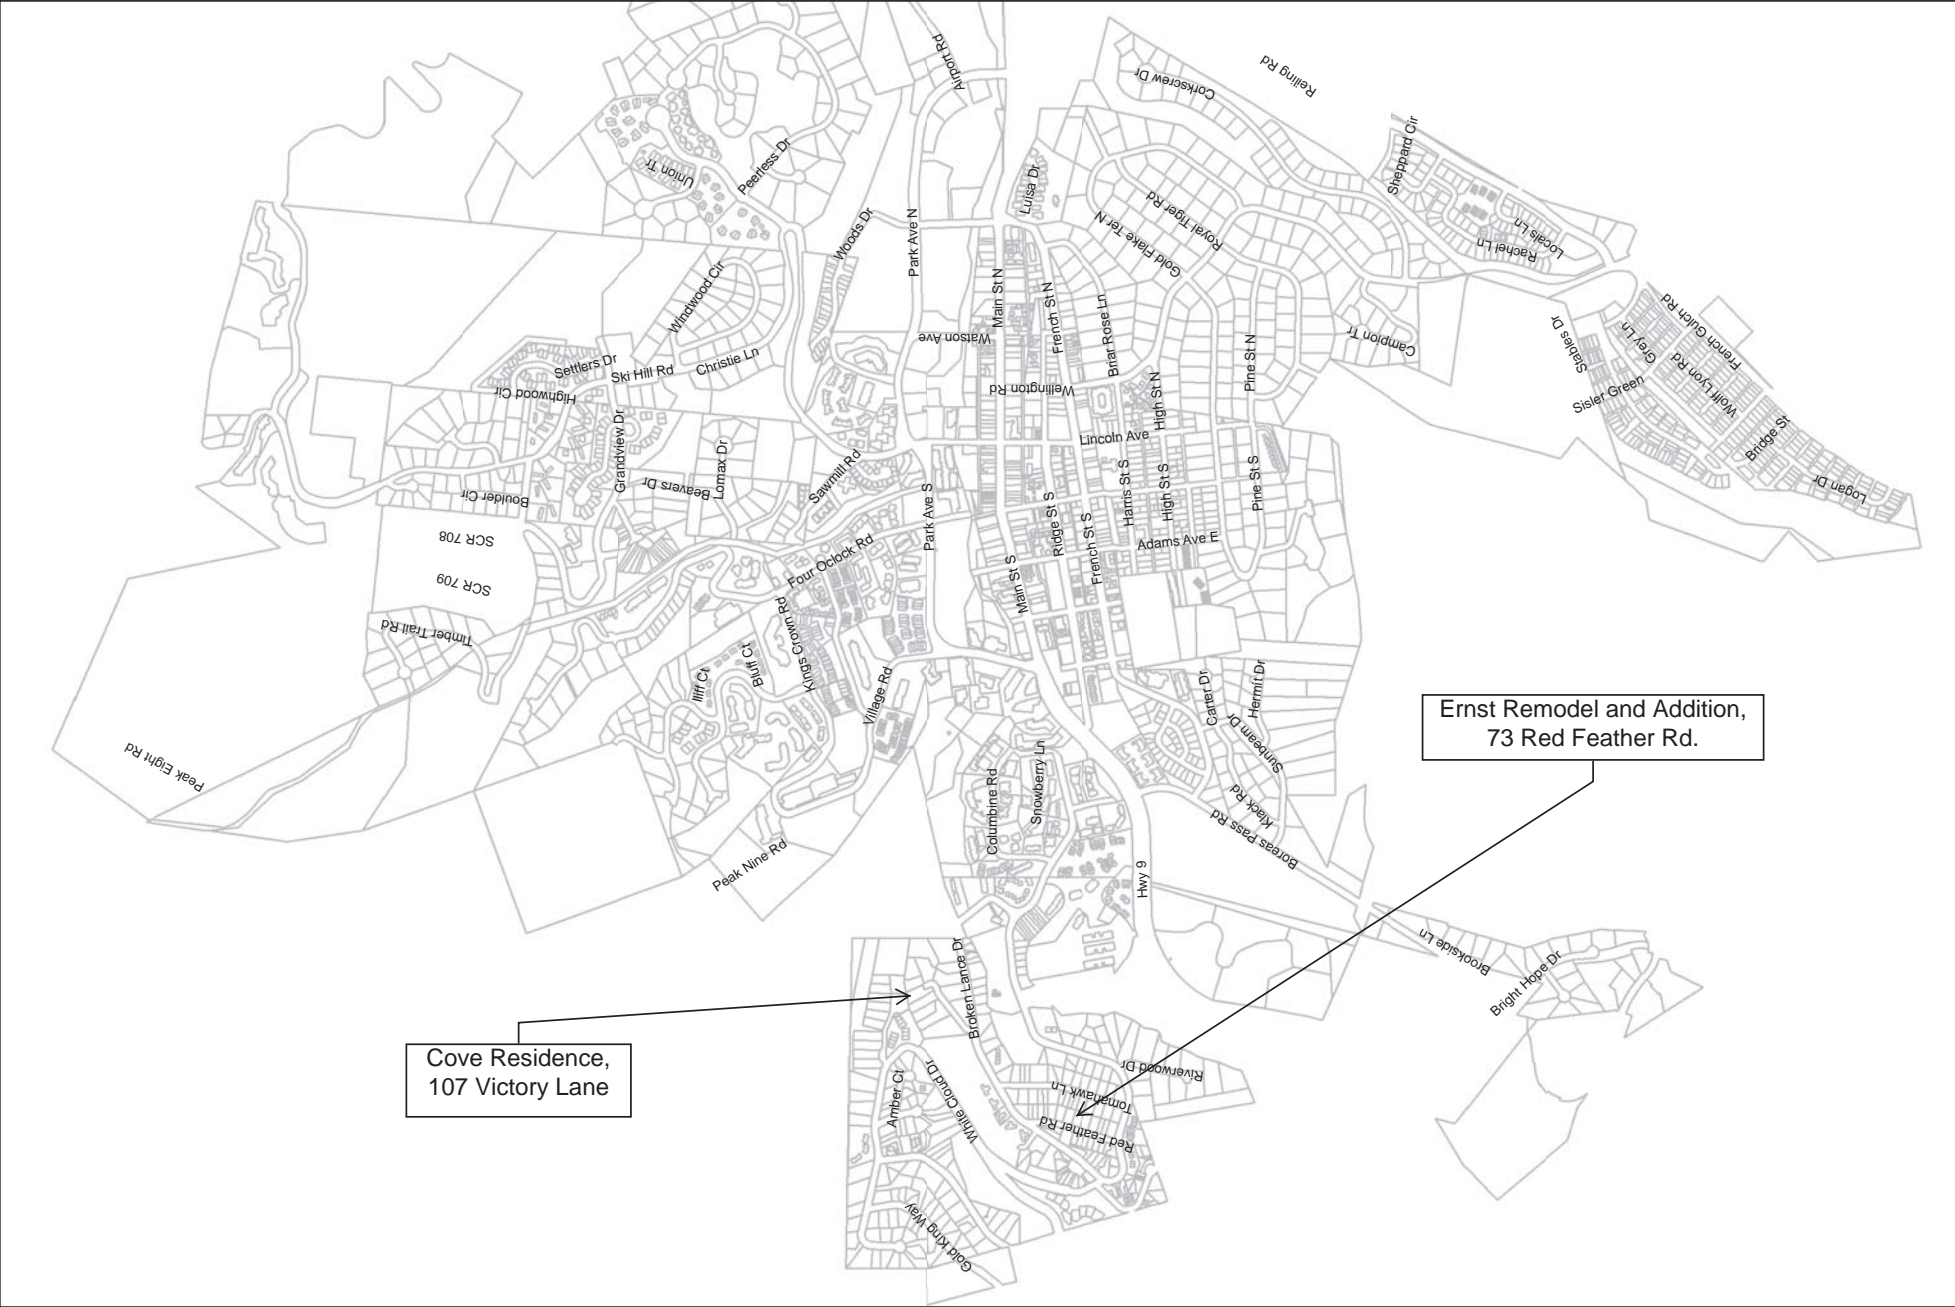 Airport Rd
Corkscrew Dr
Reiling Rd
Sheppard Cir
Union Tr
Peerless Dr
Luisa Dr
Woods Dr
Park Ave N
Royal Tiger Rd
Gold Flake Ter N
Locals Ln
Rachel Ln
Windwood Cir
Main St N
French St N
Briar Rose Ln
Watson Ave
Pine St N
Campion Tr
Stables Dr
Grey Ln
French Gulch Rd
Wolff Lyon Rd
Settlers Dr
Ski Hill Rd
Christie Ln
Highwood Cir
Wellington Rd
High St N
Sisler Green
Bridge St
Grandview Dr
Lomax Dr
Beavers Dr
Sawmill Rd
Lincoln Ave
Boulder Cir
Park Ave S
Ridge St S
Harris St S
High St S
Pine St S
Logan Dr
SCR 708
SCR 709
Four Oclock Rd
French St S
Adams Ave E
Main St S
Timber Trail Rd
Kings Crown Rd
Bluff Ct
Iliff Ct
Village Rd
Carter Dr
Hermit Dr
Sunbeam Dr
Ernst Remodel and Addition,
73 Red Feather Rd.
Peak Eight Rd
Columbine Rd
Snowberry Ln
Klack Rd
Boreas Pass Rd
Peak Nine Rd
Hwy 9
Broken Lance Dr
Brookside Ln
Bright Hope Dr
Cove Residence,
107 Victory Lane
Amber Ct
White Cloud Dr
Riverwood Dr
Tomahawk Ln
Red Feather Rd
Gold King Way